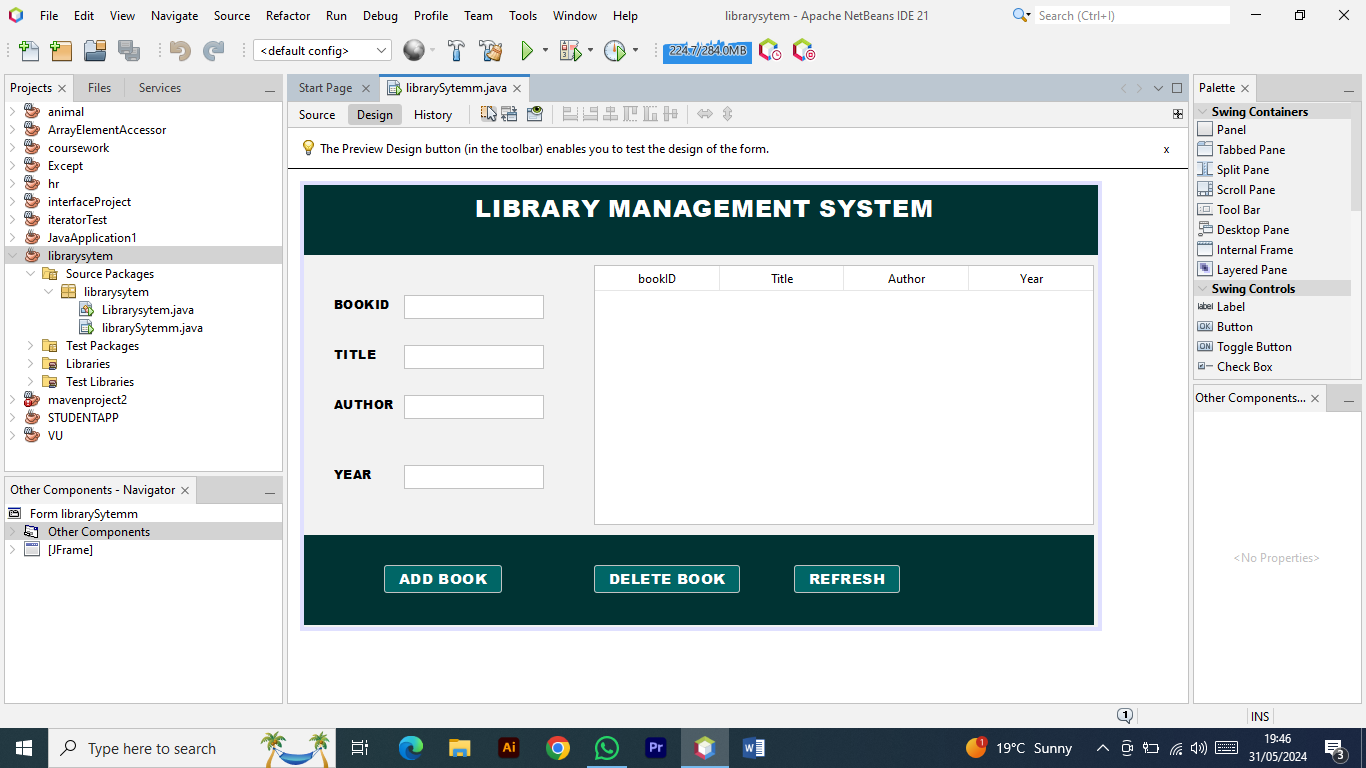 File Edit View Navigate Source Refactor Run Debug Profile Team Tools Window Help librarysytem - Apache NetBeans IDE 21 Search (Ctrl+I)
<default config> 224.7/284.0MB
Projects Files Services
animal
ArrayElementAccessor
coursework
Except
hr
interfaceProject
iteratorTest
JavaApplication1
librarysytem
Source Packages
librarysytem
Librarysytem.java
librarySytemm.java
Test Packages
Libraries
Test Libraries
mavenproject2
STUDENTAPP
VU
Other Components - Navigator
Form librarySytemm
Other Components
[JFrame]
Start Page librarySytemm.java
Source Design History
The Preview Design button (in the toolbar) enables you to test the design of the form. x
LIBRARY MANAGEMENT SYSTEM
BOOKID
TITLE
AUTHOR
YEAR
bookID Title Author Year
ADD BOOK DELETE BOOK REFRESH
Palette
Swing Containers
Panel
Tabbed Pane
Split Pane
Scroll Pane
Tool Bar
Desktop Pane
Internal Frame
Layered Pane
Swing Controls
label Label
OK Button
ON Toggle Button
Check Box
Other Components...
<No Properties>
1 INS
Type here to search Ai Pr 1 19°C Sunny 19:46
31/05/2024 3